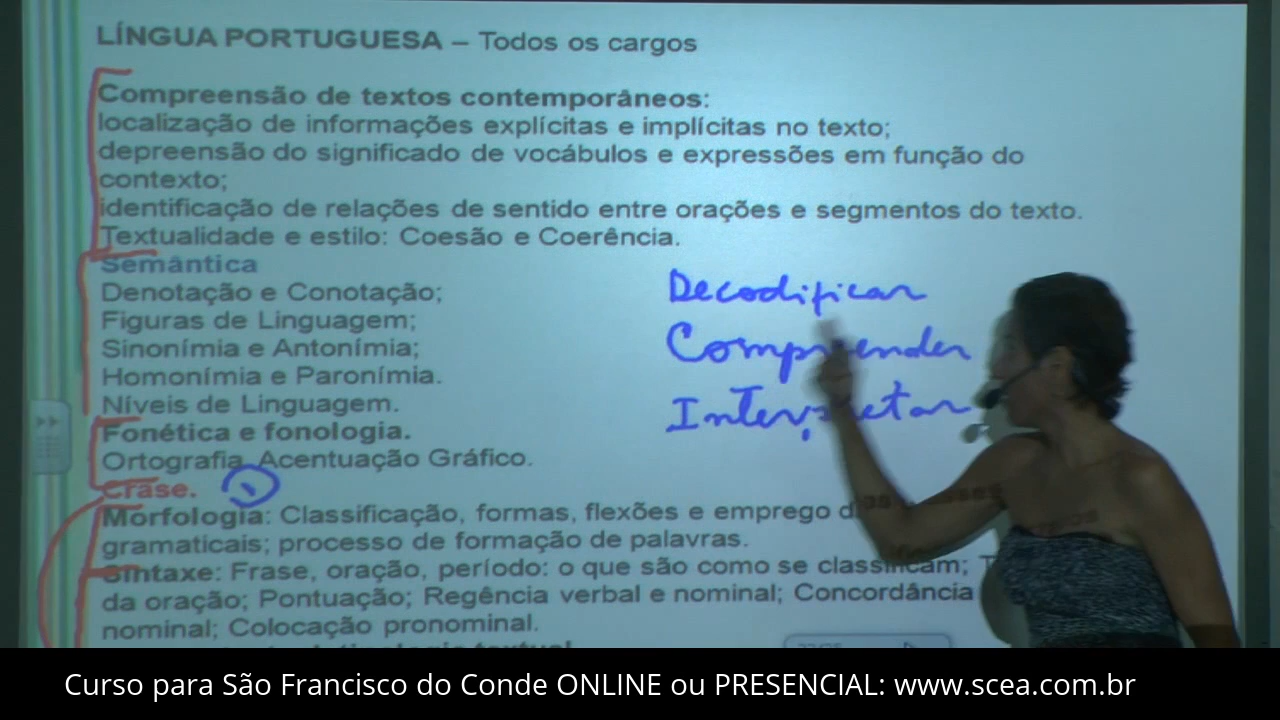 LÍNGUA PORTUGUESA – Todos os cargos
Compreensão de textos contemporâneos:
localização de informações explícitas e implícitas no texto;
depreensão do significado de vocábulos e expressões em função do
contexto;
identificação de relações de sentido entre orações e segmentos do texto.
Textualidade e estilo: Coesão e Coerência.
Semântica
Denotação e Conotação;
Figuras de Linguagem;
Sinonímia e Antonímia;
Homonímia e Paronímia.
Níveis de Linguagem.
Fonética e fonologia.
Ortografia, Acentuação Gráfico.
Crase.
Morfologia: Classificação, formas, flexões e emprego
gramaticais; processo de formação de palavras.
Sintaxe: Frase, oração, período: o que são como se classificam;
da oração; Pontuação; Regência verbal e nominal; Concordância
nominal; Colocação pronominal.
Decodificar
Compreender
Interpretar
Curso para São Francisco do Conde ONLINE ou PRESENCIAL: www.scea.com.br